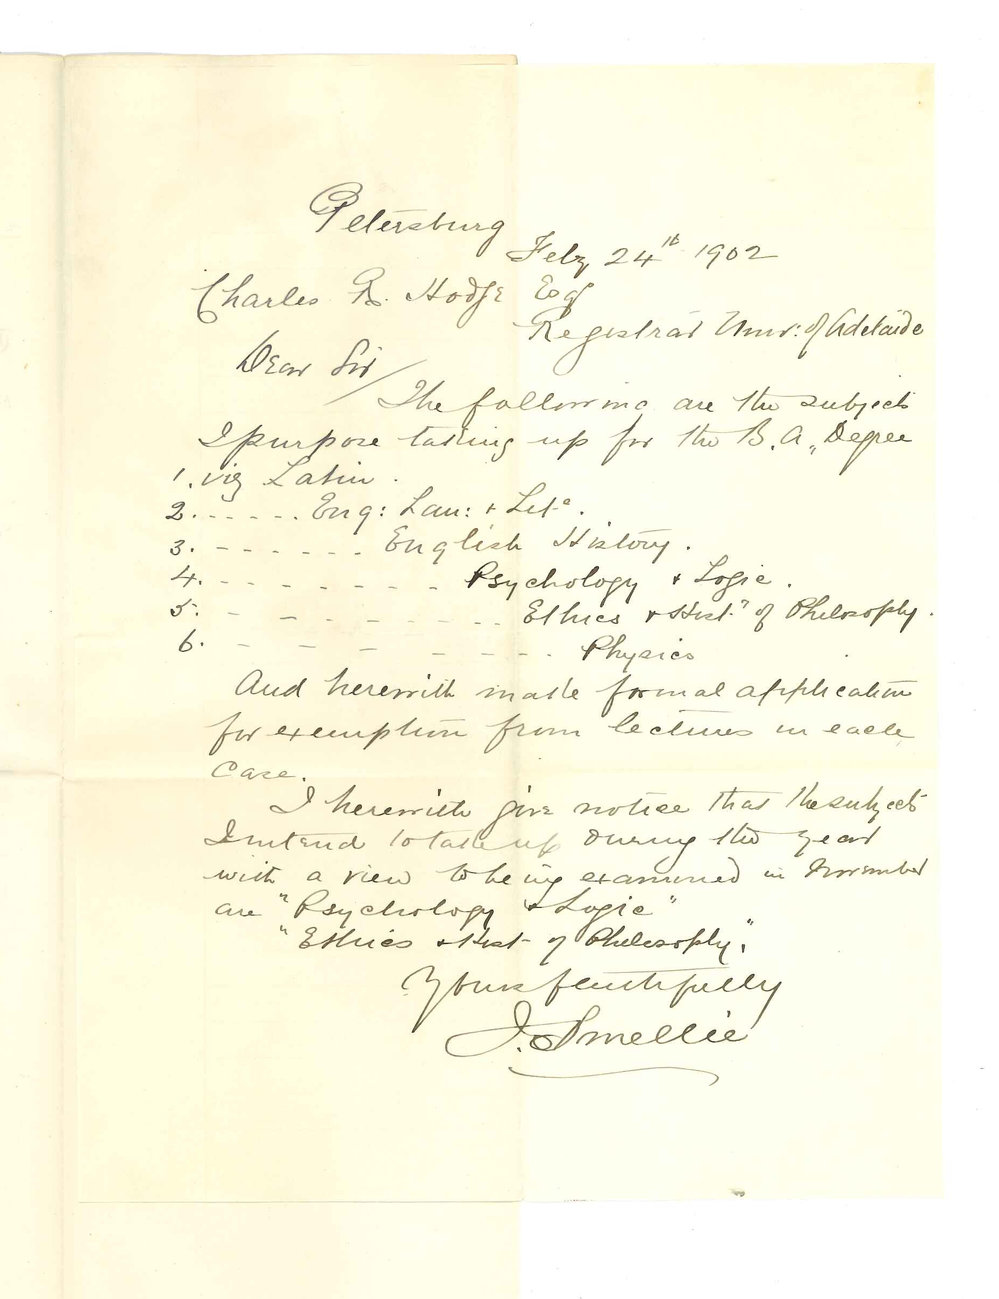 Petersburg
Feby 24th 1902
Charles R. Hodge Esqr
Registrar Univ: of Adelaide
Dear Sir/
The following are the subjects
I purpose taking up for the B.A. Degree
1. viz Latin.
2. ------ Eng: Lan: + Lite.
3. ------- English History.
4. -------- Psychology + Logic.
5. -------- Ethics + Histy of Philosophy.
6. -------- Physics
And herewith make formal application
for exemption from lectures in each
case.
I herewith give notice that the subjects
I intend to take up during the year
with a view to being examined in November
are "Psychology + Logic"
"Ethics + Hist of Philosophy".
Yours faithfully
J. Smellie